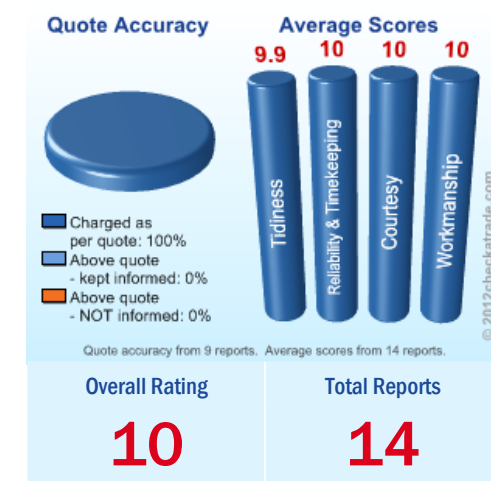 Quote Accuracy
Average Scores
9.9 10 10 10
Tidiness
Reliability & Timekeeping
Courtesy
Workmanship
Charged as
per quote: 100%
Above quote
- kept informed: 0%
Above quote
- NOT informed: 0%
© 2012checkatrade.com
Quote accuracy from 9 reports. Average scores from 14 reports.
Overall Rating
Total Reports
10
14